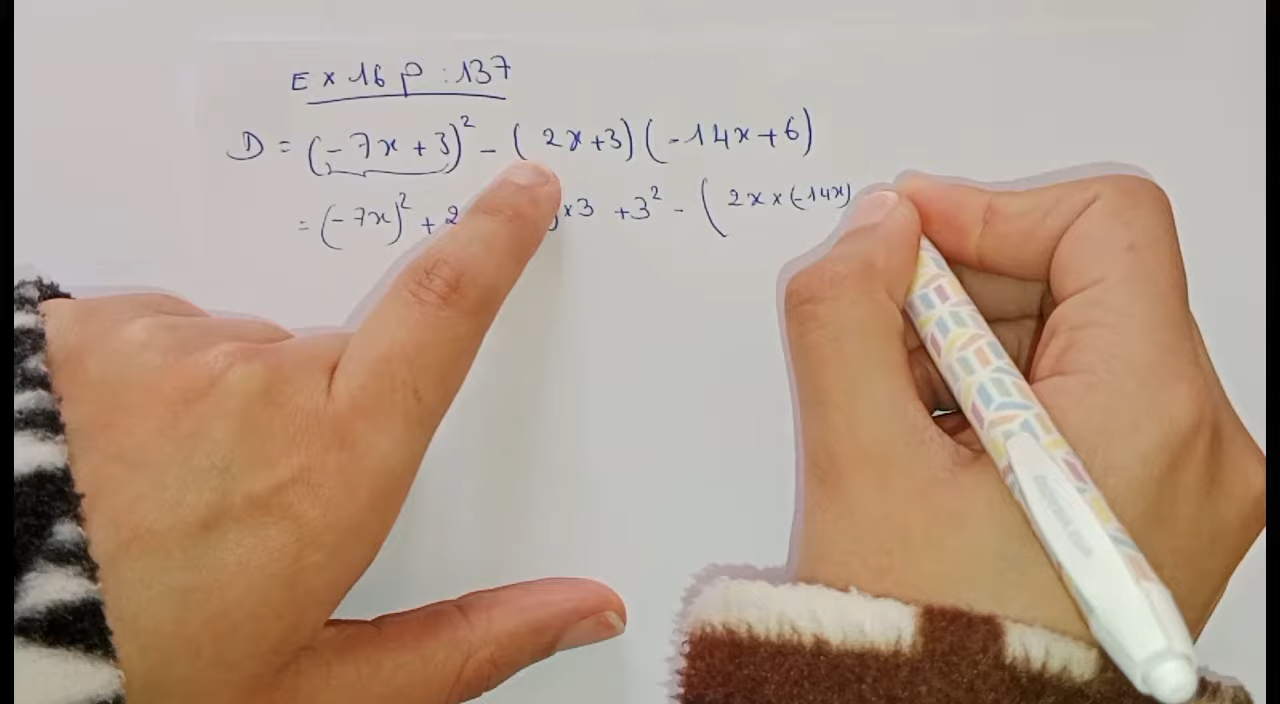 Ex 16 p : 137
D = (-7x + 3)² - (2x+3)(-14x+6)
= (-7x)² + 2 x3 +3² - (2x x (-14x)